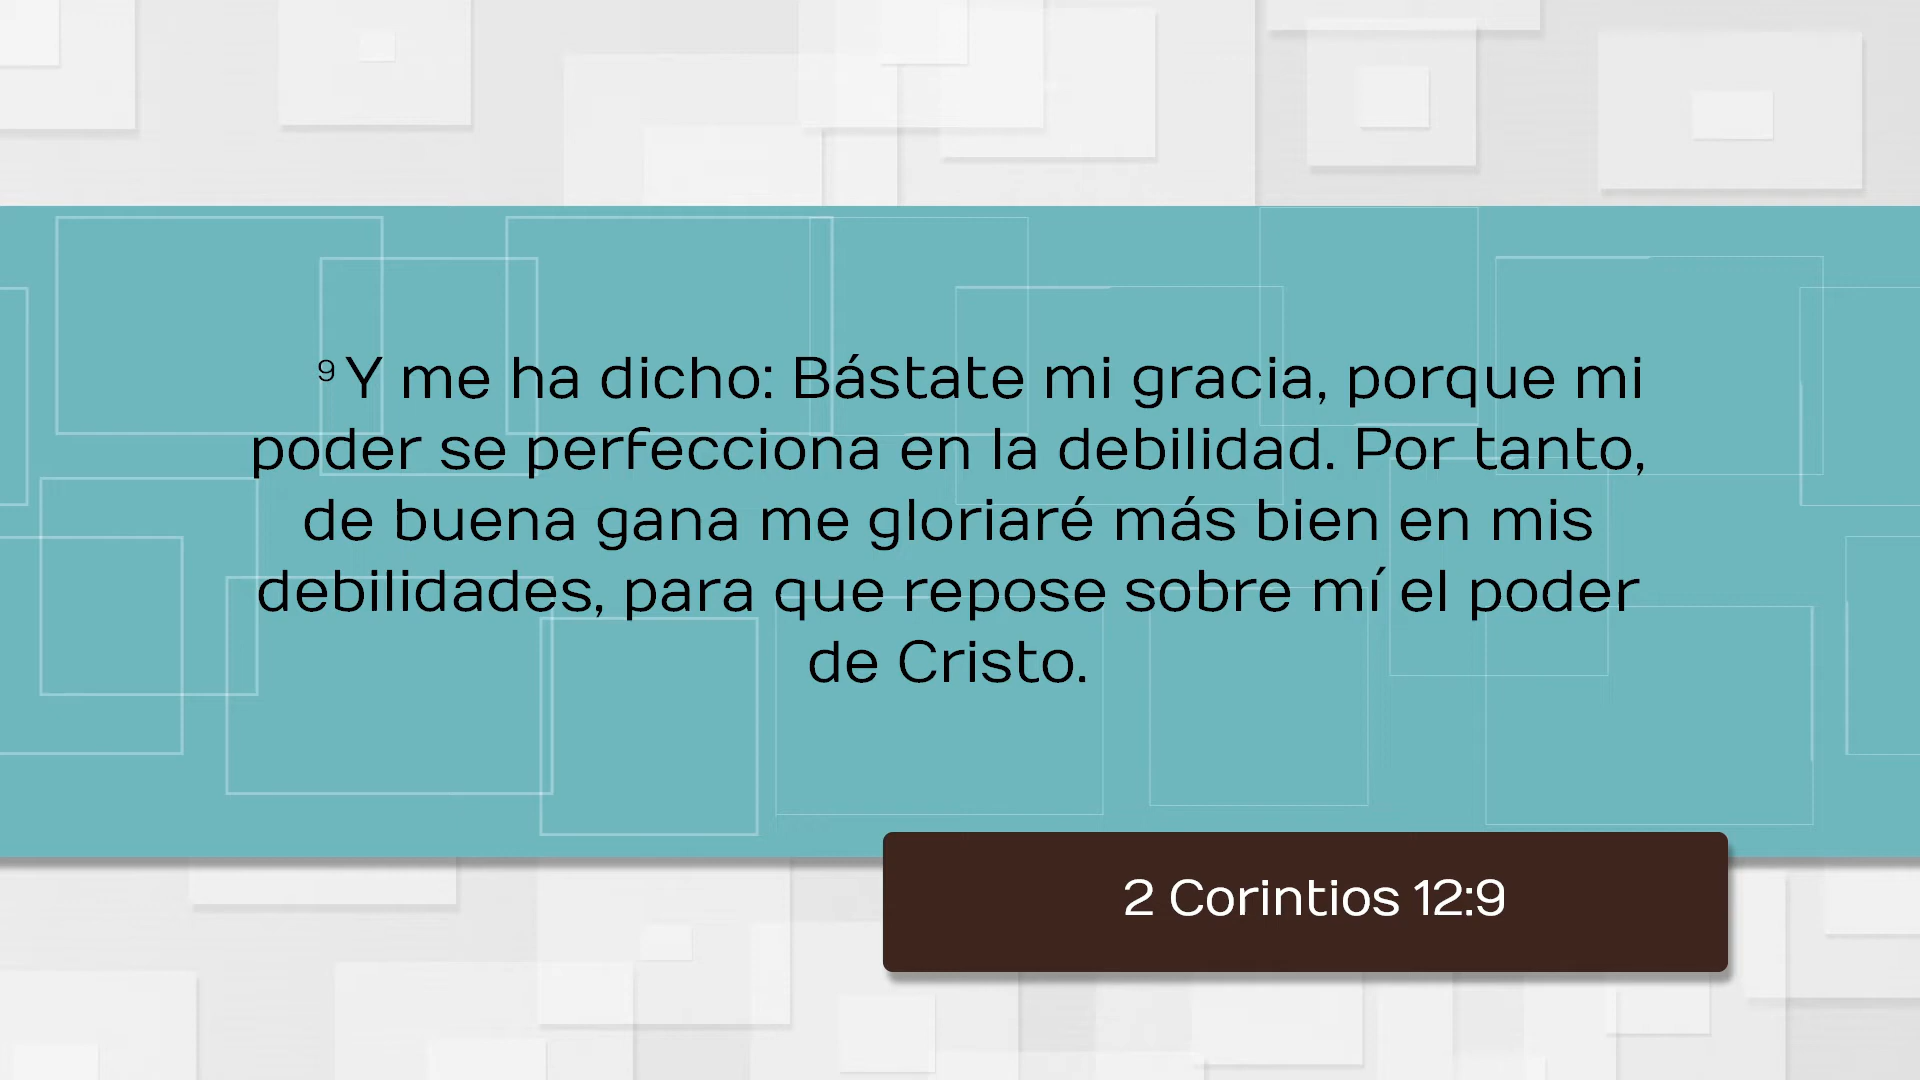 9 Y me ha dicho: Bástate mi gracia, porque mi
poder se perfecciona en la debilidad. Por tanto,
de buena gana me gloriaré más bien en mis
debilidades, para que repose sobre mí el poder
de Cristo.
2 Corintios 12:9